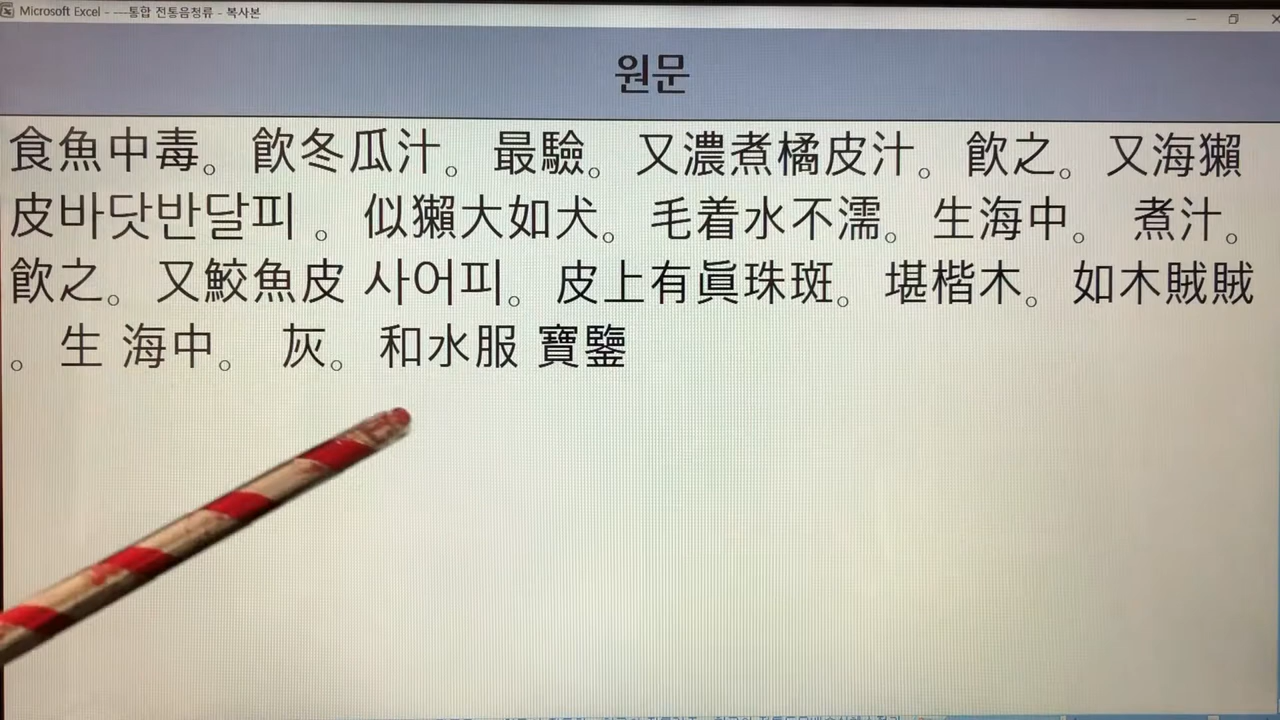 Microsoft Excel - ----통합 전통음청류 - 복사본
원문
食魚中毒。飮冬瓜汁。最驗。又濃煮橘皮汁。飮之。又海獺
皮바닷반달피 。 似獺大如犬。毛着水不濡。生海中。 煮汁。
飮之。又鮫魚皮 사어피。皮上有眞珠斑。堪楷木。如木賊賊
。生 海中。 灰。和水服 寶鑒